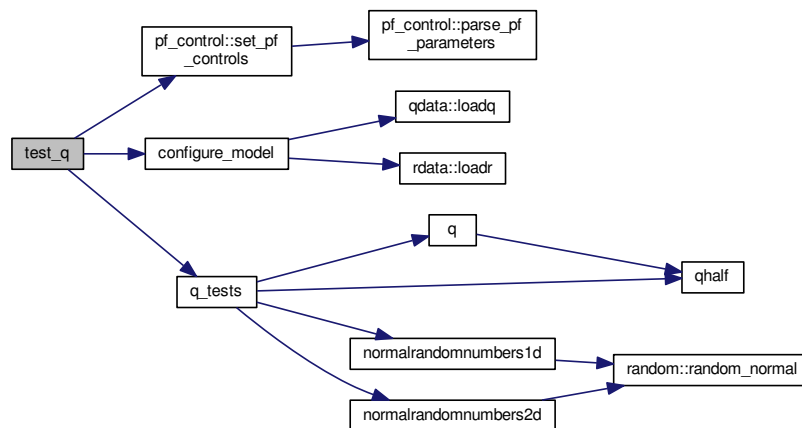 pf_control::set_pf
_controls
pf_control::parse_pf
_parameters
qdata::loadq
test_q
configure_model
rdata::loadr
q
q_tests
qhalf
normalrandomnumbers1d
random::random_normal
normalrandomnumbers2d